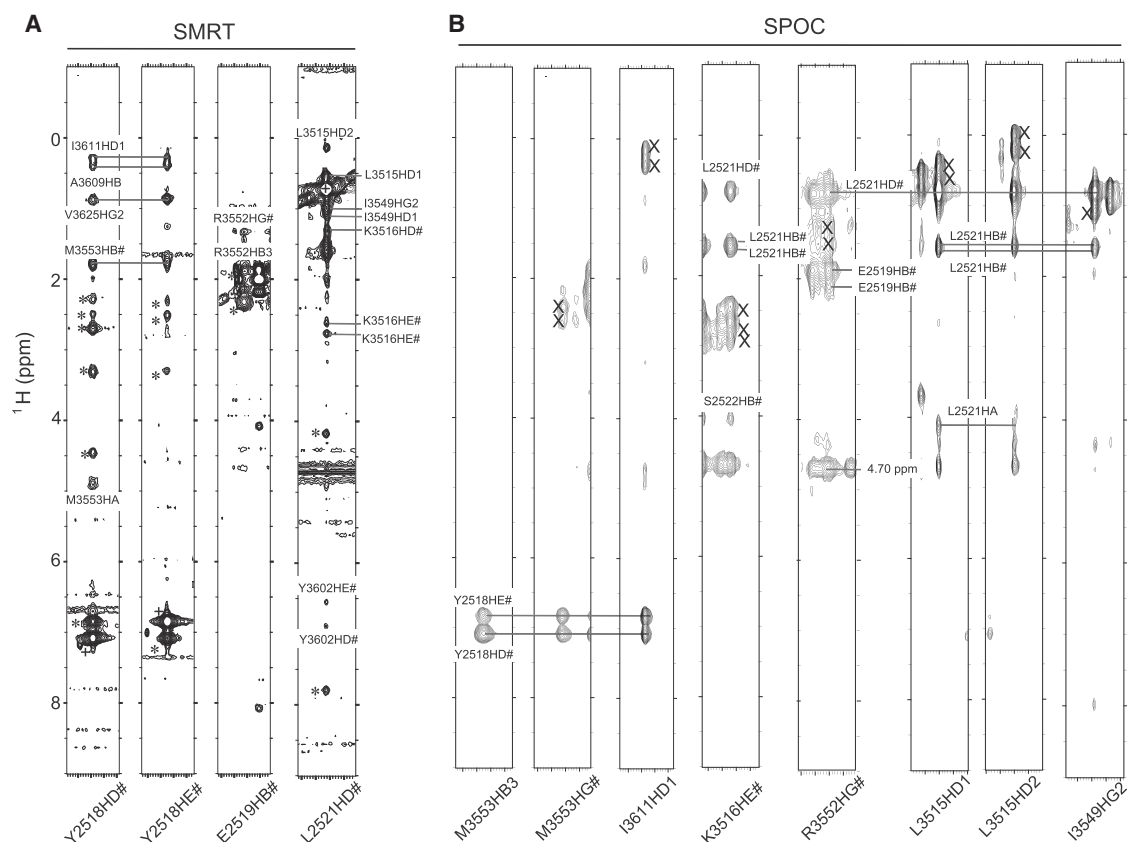 A
SMRT
B
SPOC
¹H (ppm)
0
2
4
6
8
I3611HD1
A3609HB
V3625HG2
M3553HB#
*
*
*
*
*
M3553HA
*
+
*
*
*
+
*
R3552HG#
R3552HB3
*
*
L3515HD2
+
L3515HD1
I3549HG2
I3549HD1
K3516HD#
K3516HE#
K3516HE#
*
Y3602HE#
Y3602HD#
*
Y2518HE#
Y2518HD#
X
X
X
X
L2521HD#
L2521HB#
L2521HB#
X
X
X
S2522HB#
L2521HD#
X
X
E2519HB#
E2519HB#
4.70 ppm
X
X
X
X
X
L2521HB#
L2521HB#
L2521HA
Y2518HD#
Y2518HE#
E2519HB#
L2521HD#
M3553HB3
M3553HG#
I3611HD1
K3516HE#
R3552HG#
L3515HD1
L3515HD2
I3549HG2